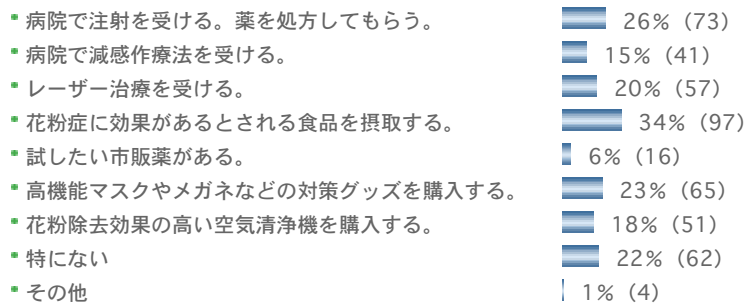 病院で注射を受ける。薬を処方してもらう。 26%（73）
病院で減感作療法を受ける。 15%（41）
レーザー治療を受ける。 20%（57）
花粉症に効果があるとされる食品を摂取する。 34%（97）
試したい市販薬がある。 6%（16）
高機能マスクやメガネなどの対策グッズを購入する。 23%（65）
花粉除去効果の高い空気清浄機を購入する。 18%（51）
特にない 22%（62）
その他 1%（4）